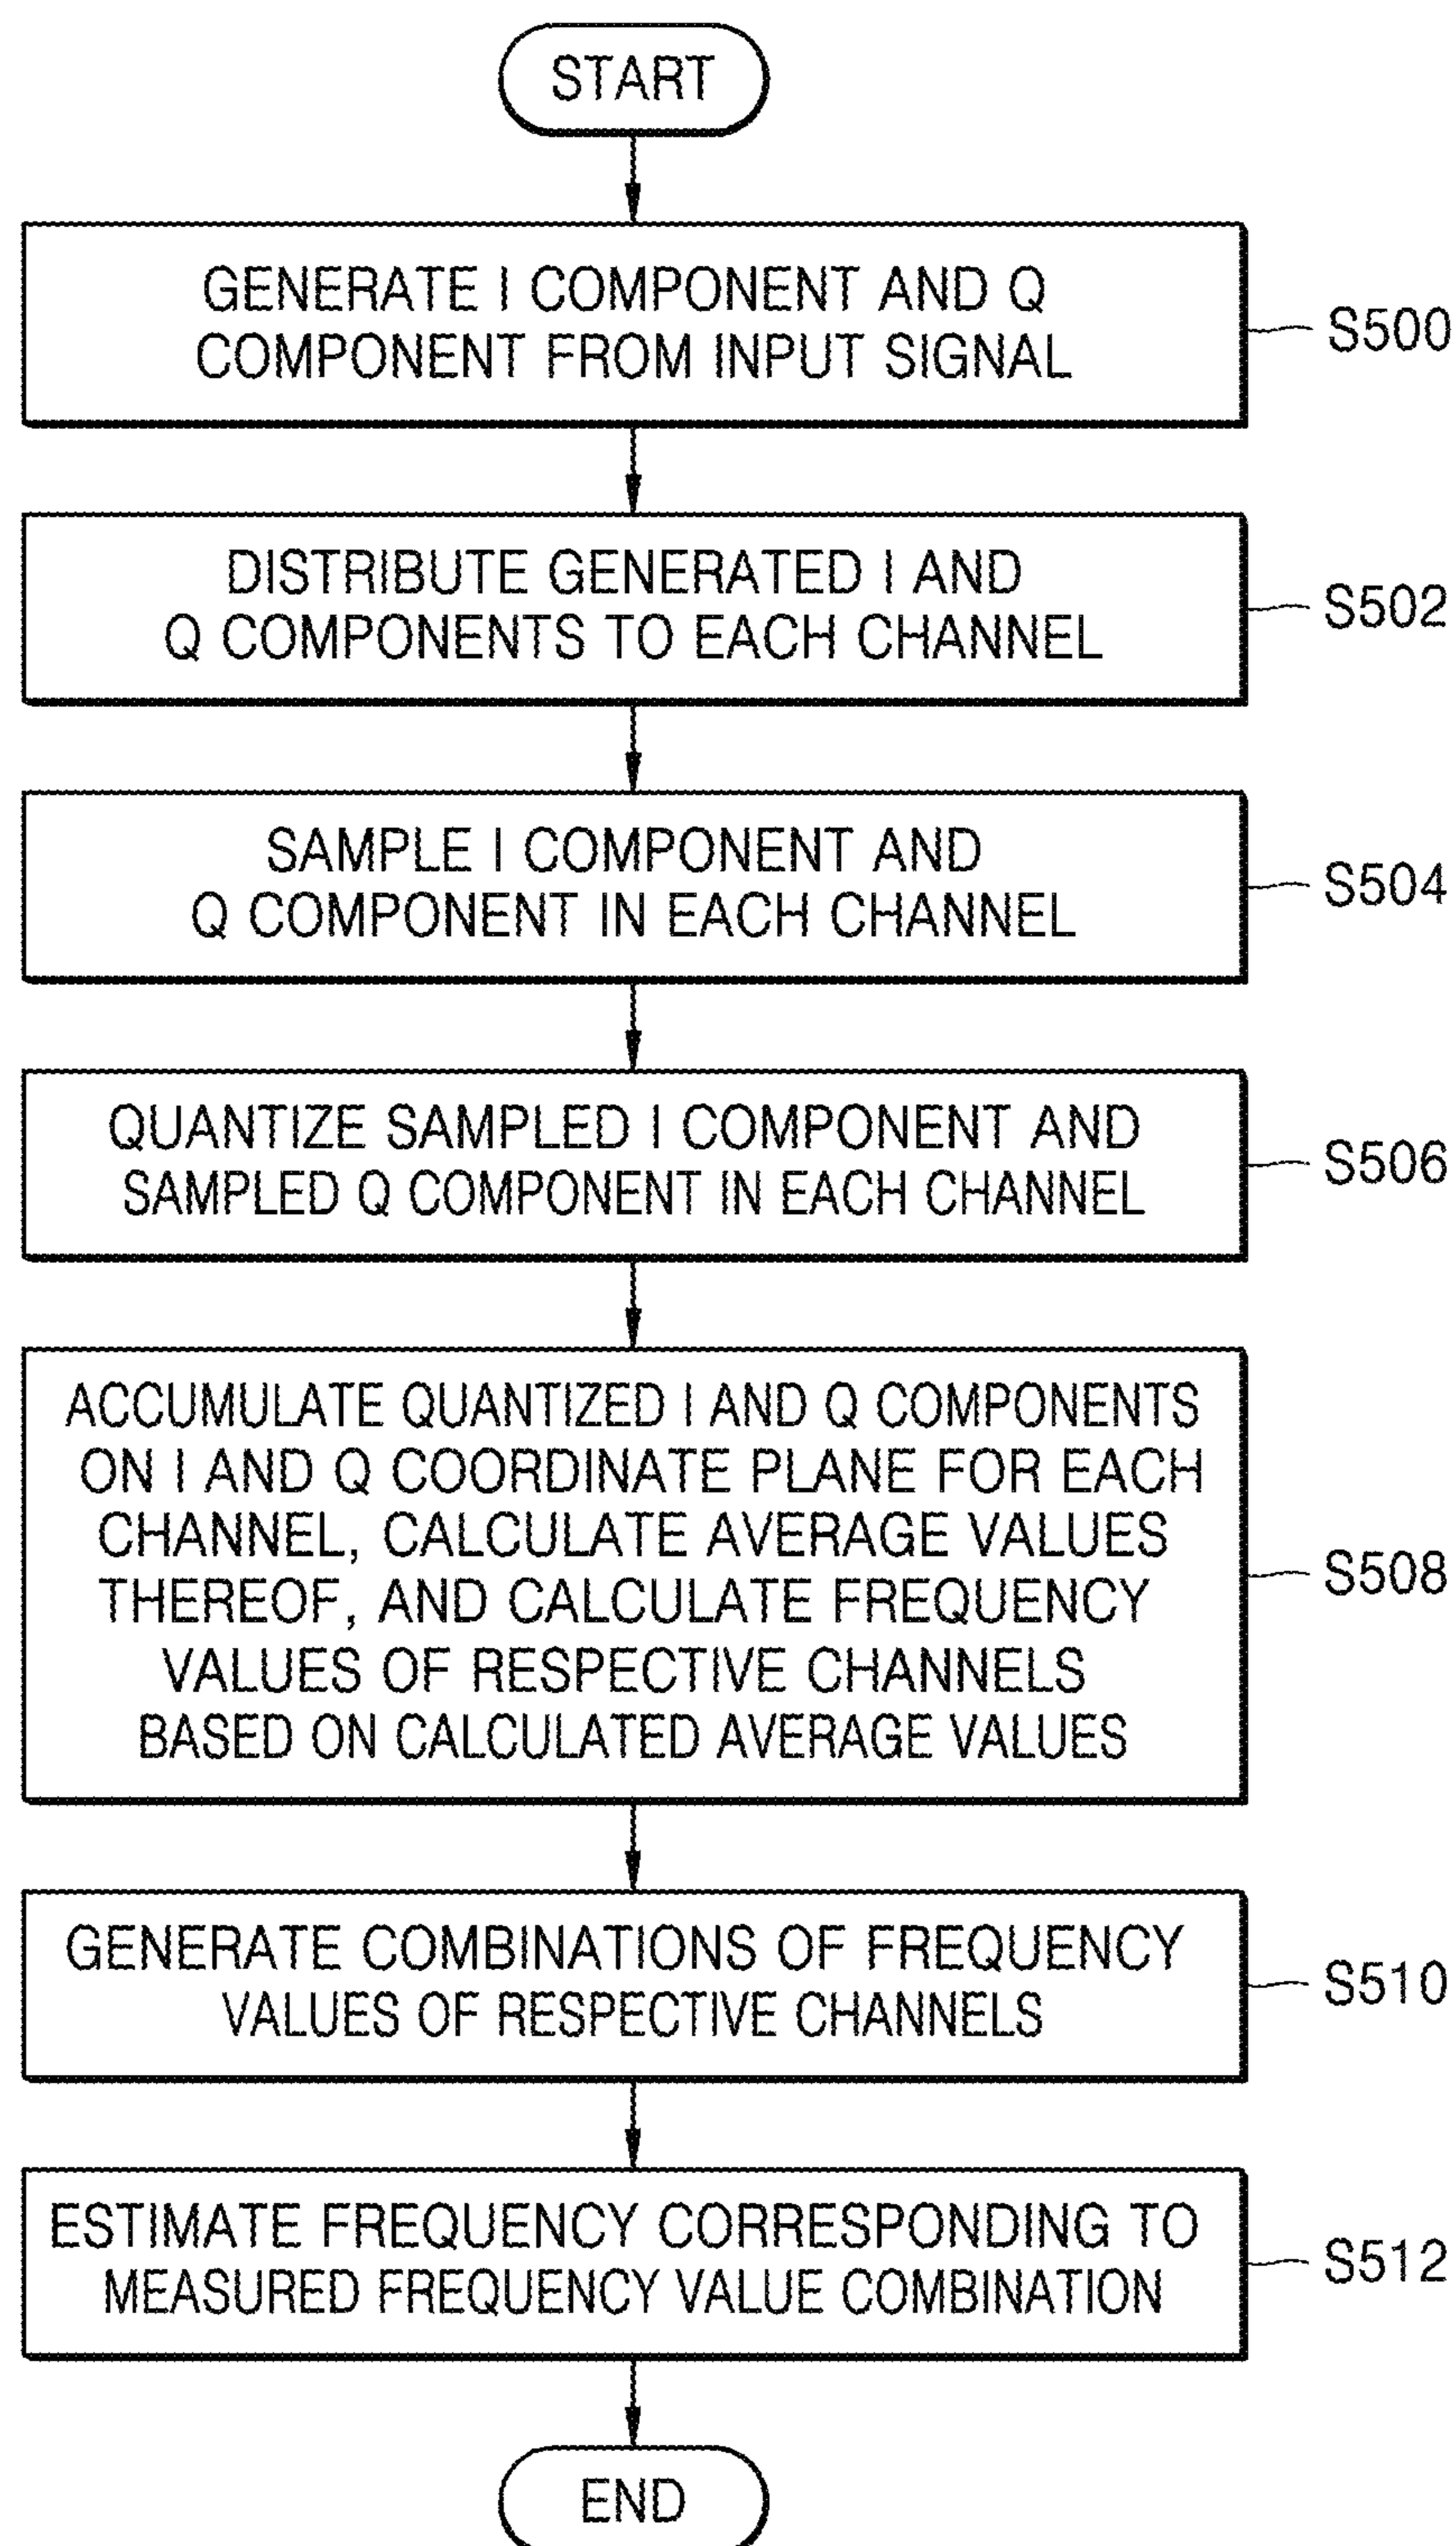 START
GENERATE I COMPONENT AND Q
COMPONENT FROM INPUT SIGNAL
S500
DISTRIBUTE GENERATED I AND
Q COMPONENTS TO EACH CHANNEL
S502
SAMPLE I COMPONENT AND
Q COMPONENT IN EACH CHANNEL
S504
QUANTIZE SAMPLED I COMPONENT AND
SAMPLED Q COMPONENT IN EACH CHANNEL
S506
ACCUMULATE QUANTIZED I AND Q COMPONENTS
ON I AND Q COORDINATE PLANE FOR EACH
CHANNEL, CALCULATE AVERAGE VALUES
THEREOF, AND CALCULATE FREQUENCY
VALUES OF RESPECTIVE CHANNELS
BASED ON CALCULATED AVERAGE VALUES
S508
GENERATE COMBINATIONS OF FREQUENCY
VALUES OF RESPECTIVE CHANNELS
S510
ESTIMATE FREQUENCY CORRESPONDING TO
MEASURED FREQUENCY VALUE COMBINATION
S512
END